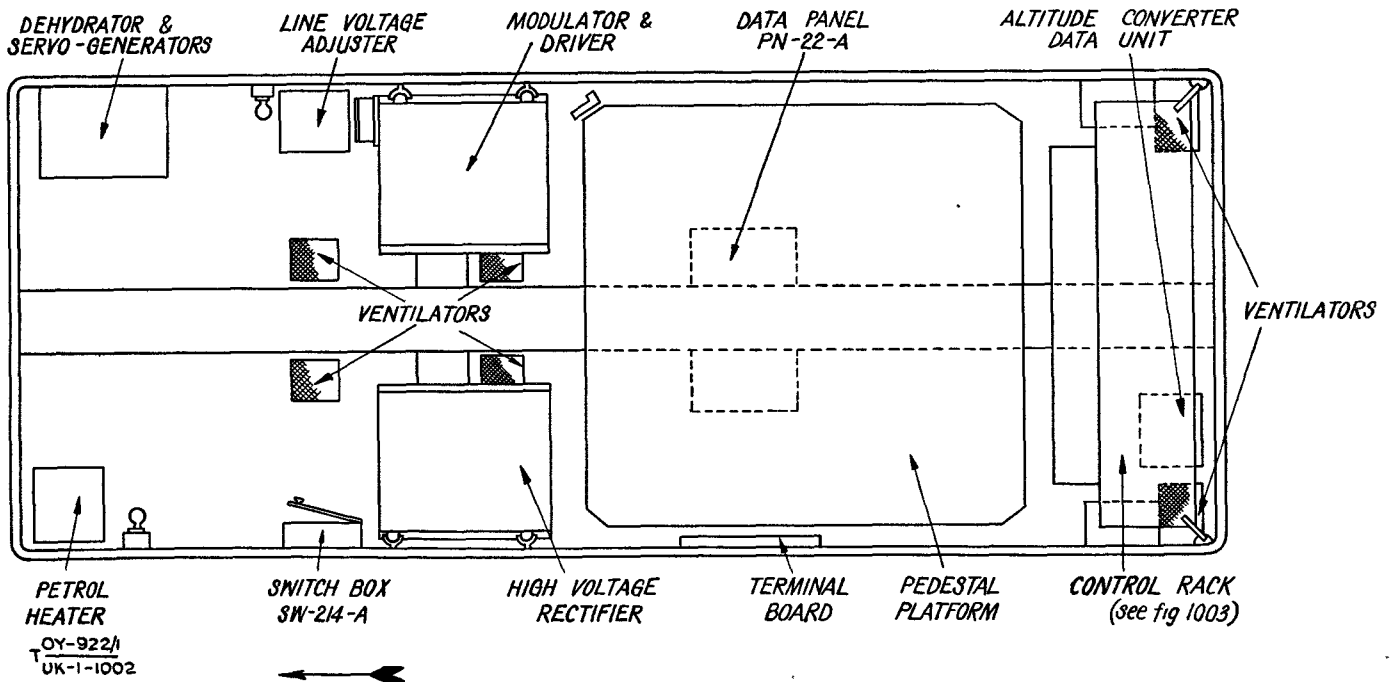 DEHYDRATOR &
SERVO-GENERATORS
LINE VOLTAGE
ADJUSTER
MODULATOR &
DRIVER
DATA PANEL
PN-22-A
ALTITUDE CONVERTER
DATA UNIT
VENTILATORS
VENTILATORS
PETROL
HEATER
SWITCH BOX
SW-214-A
HIGH VOLTAGE
RECTIFIER
TERMINAL
BOARD
PEDESTAL
PLATFORM
CONTROL RACK
(see fig 1003)
T OY-922/1
UK-1-1002